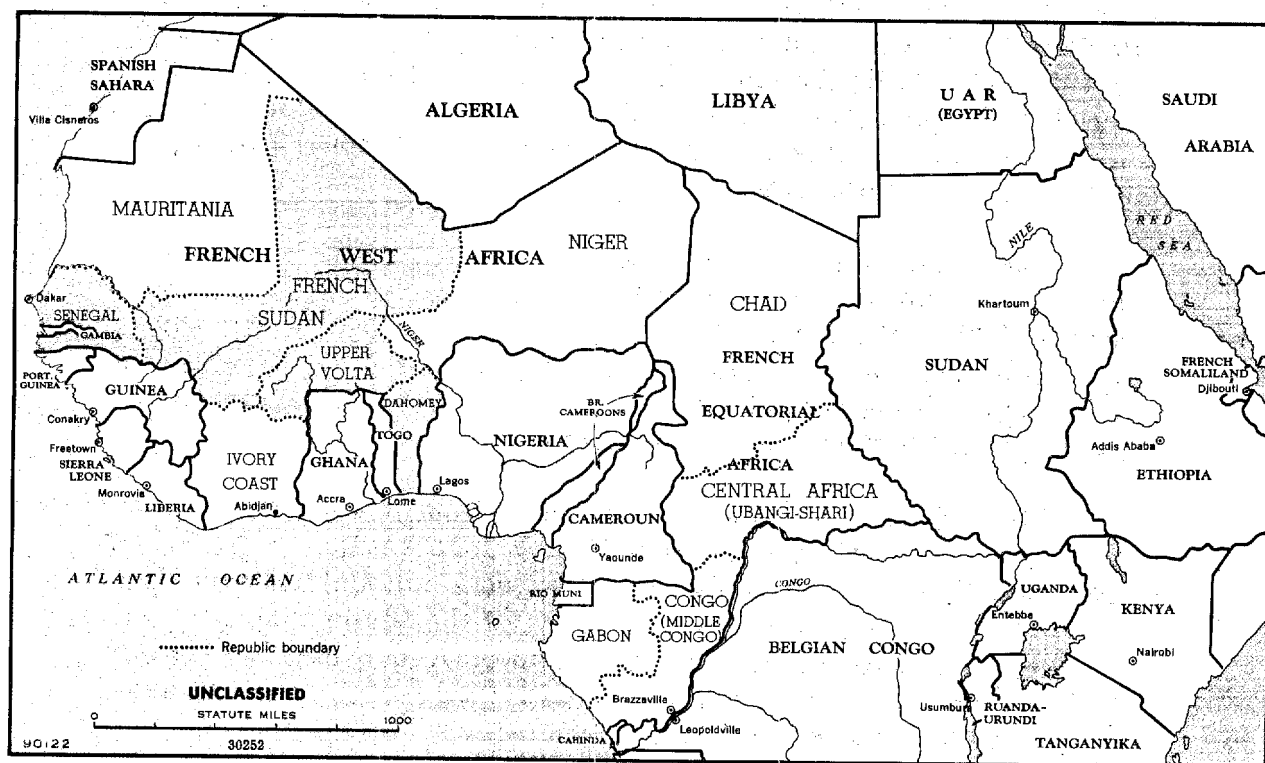 SPANISH
SAHARA
Villa Cisneros
ALGERIA
LIBYA
U A R
(EGYPT)
SAUDI
ARABIA
RED
SEA
MAURITANIA
FRENCH
WEST
AFRICA
NIGER
NILE
Dakar
SENEGAL
GAMBIA
FRENCH
SUDAN
NIGER
CHAD
FRENCH
EQUATORIAL
AFRICA
Khartoum
SUDAN
PORT.
GUINEA
GUINEA
UPPER
VOLTA
DAHOMEY
BR.
CAMEROONS
FRENCH
SOMALILAND
Djibouti
Conakry
Freetown
SIERRA
LEONE
Monrovia
LIBERIA
IVORY
COAST
Abidjan
GHANA
Accra
TOGO
Lome
Lagos
NIGERIA
CENTRAL AFRICA
(UBANGI-SHARI)
Addis Ababa
ETHIOPIA
CAMEROUN
Yaounde
ATLANTIC OCEAN
RIO MUNI
CONGO
(MIDDLE
CONGO)
CONGO
UGANDA
Entebbe
KENYA
Nairobi
GABON
BELGIAN CONGO
Republic boundary
UNCLASSIFIED
STATUTE MILES
0
1000
Brazzaville
Leopoldville
CABINDA
Usumbura
RUANDA-
URUNDI
TANGANYIKA
90122
30252